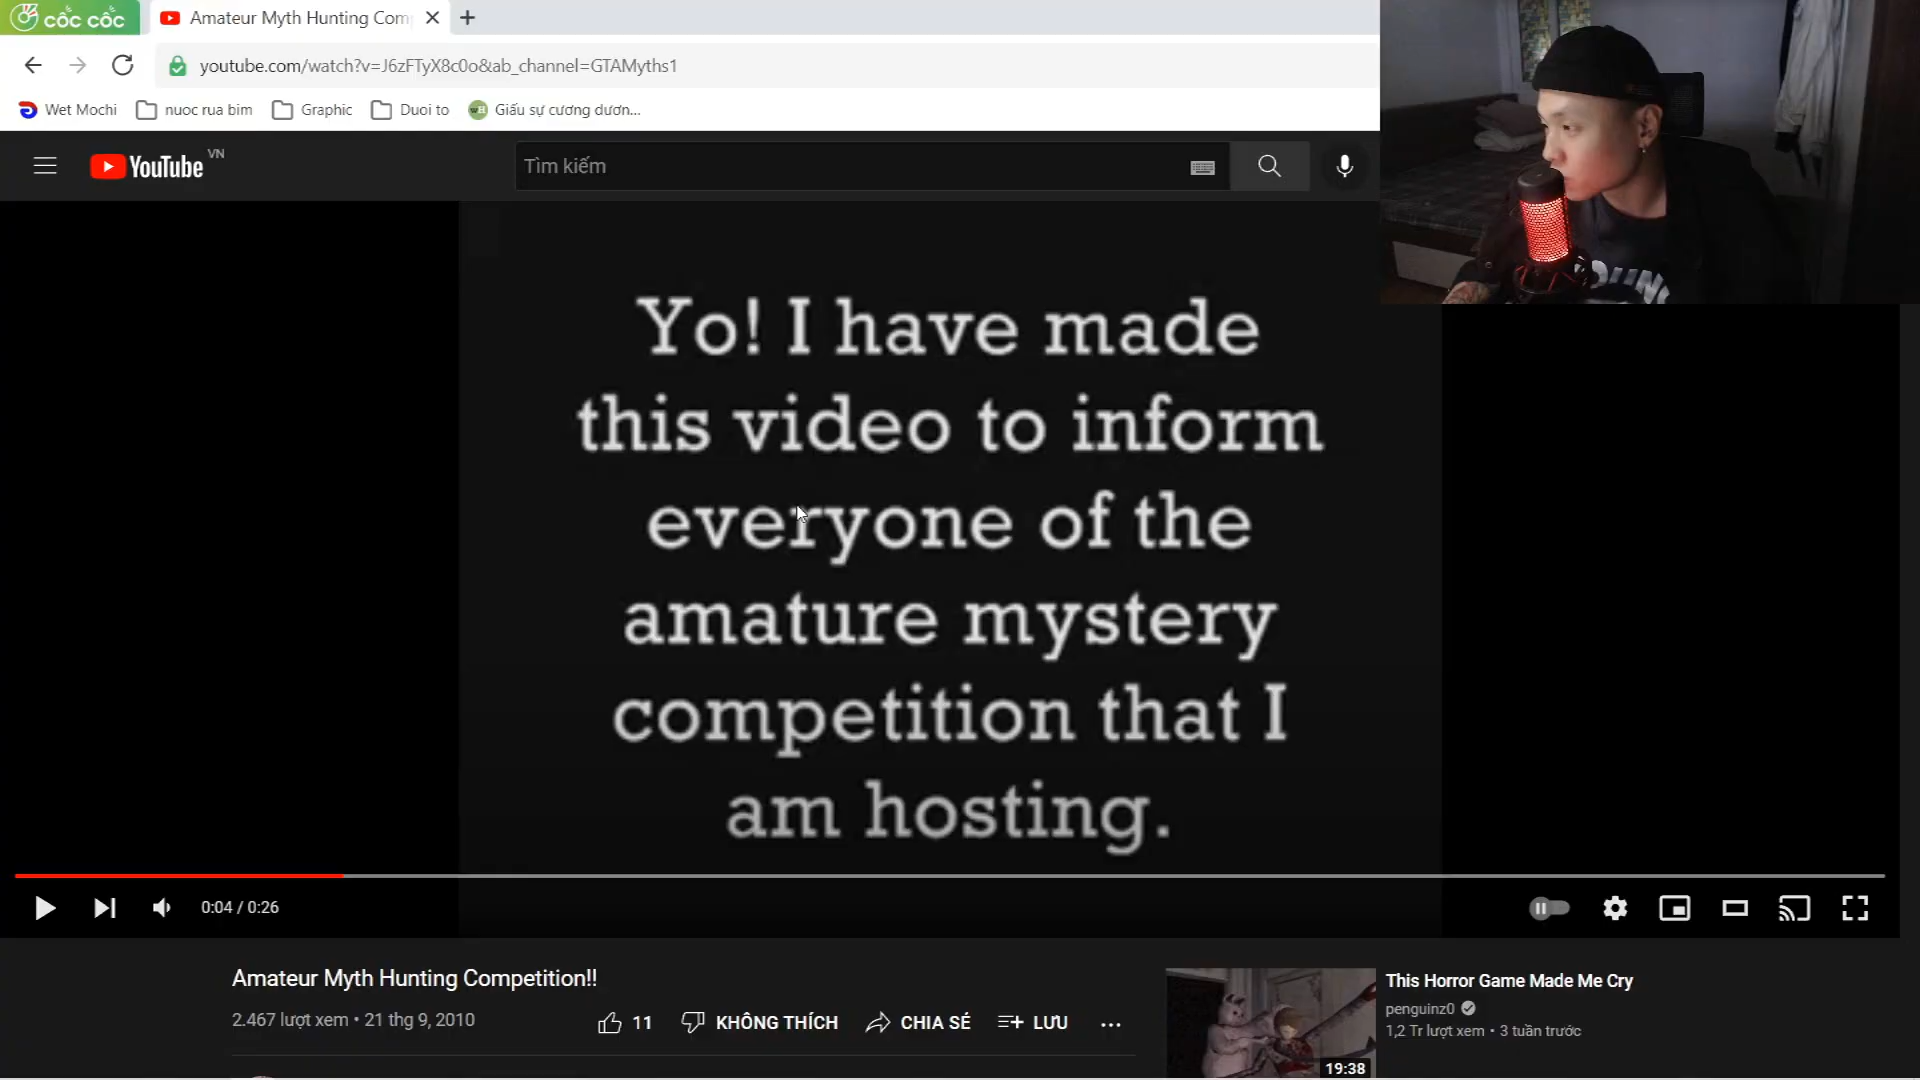 cốc cốc
Amateur Myth Hunting Com
youtube.com/watch?v=J6zFTyX8c0o&ab_channel=GTAMyths1
Wet Mochi
nuoc rua bim
Graphic
Duoi to
Giấu sự cương dươn...
YouTube VN
Tìm kiếm
Yo! I have made
this video to inform
everyone of the
amature mystery
competition that I
am hosting.
0:04 / 0:26
Amateur Myth Hunting Competition!!
2.467 lượt xem • 21 thg 9, 2010
11
KHÔNG THÍCH
CHIA SẺ
LƯU
19:38
This Horror Game Made Me Cry
penguinz0
1,2 Tr lượt xem • 3 tuần trước